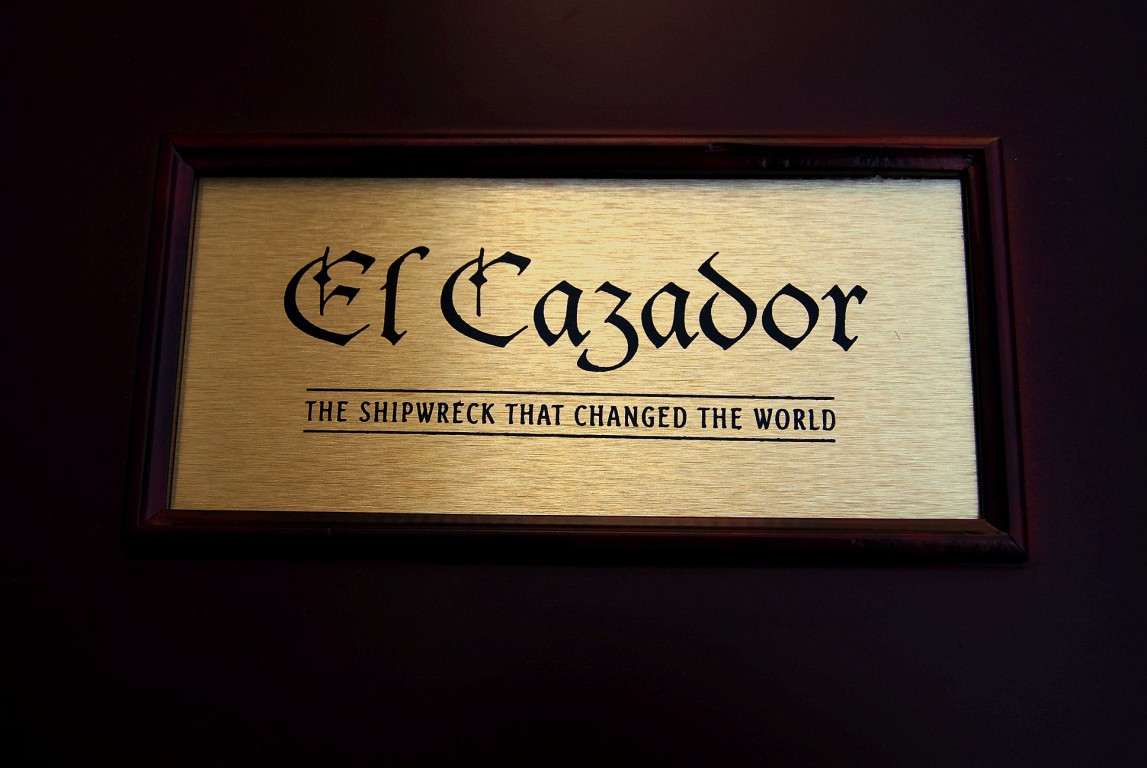 El Cazador
THE SHIPWRECK THAT CHANGED THE WORLD